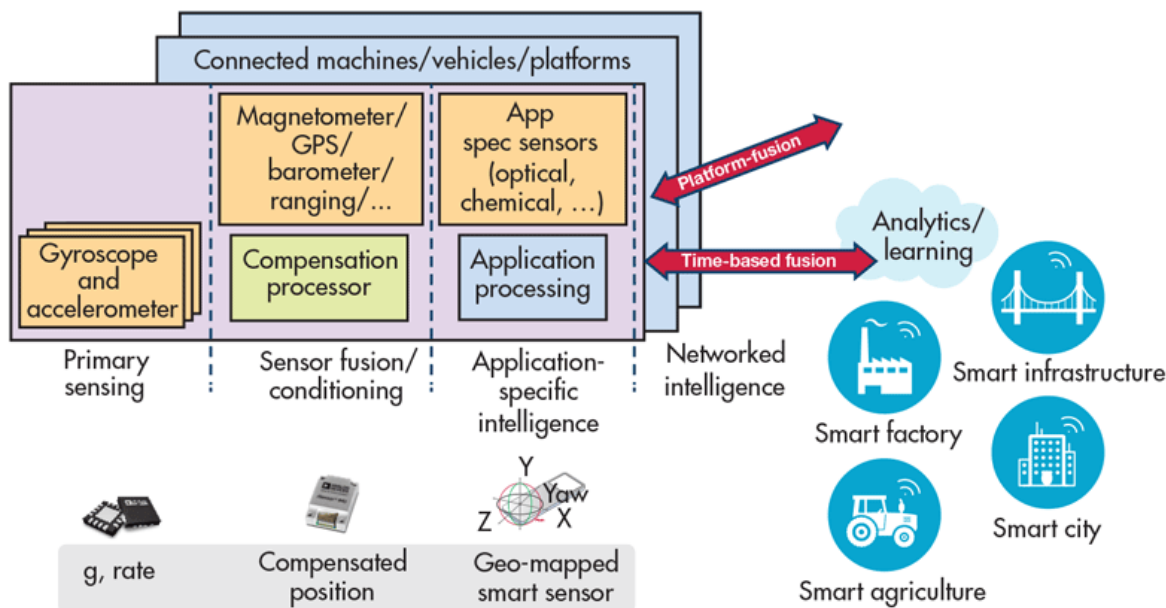 Connected machines/vehicles/platforms
Magnetometer/
GPS/
barometer/
ranging/...
App
spec sensors
(optical,
chemical, ...)
Gyroscope
and
accelerometer
Compensation
processor
Application
processing
Platform-fusion
Time-based fusion
Analytics/
learning
Primary
sensing
Sensor fusion/
conditioning
Application-
specific
intelligence
Networked
intelligence
Smart infrastructure
Smart factory
Smart city
Smart agriculture
Y
Yaw
Z
X
g, rate
Compensated
position
Geo-mapped
smart sensor